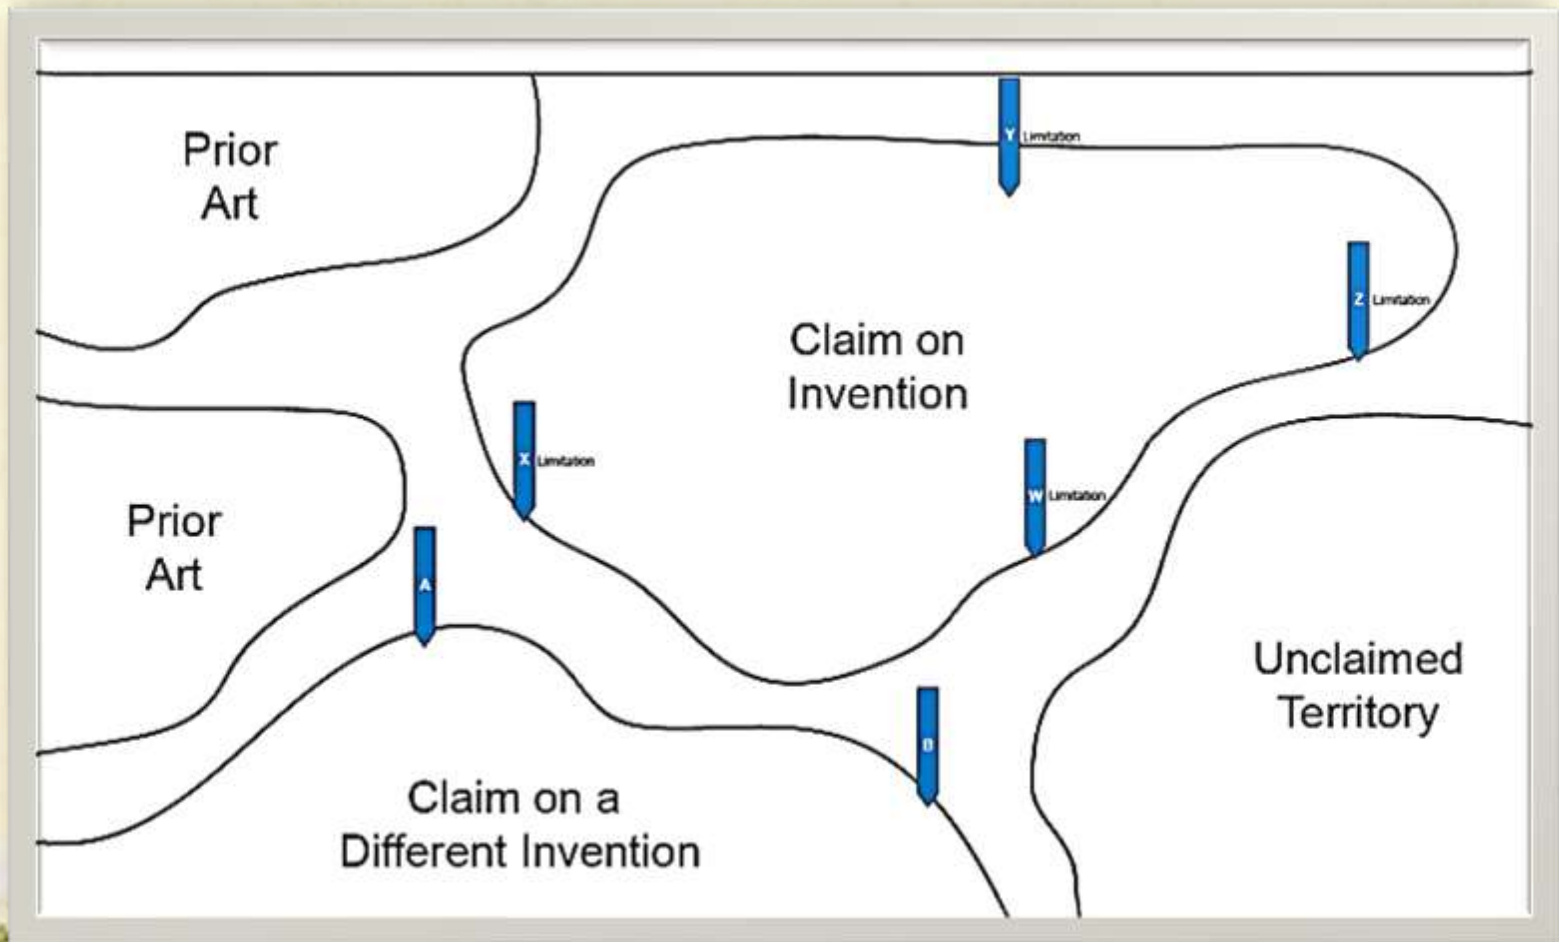 Prior
Art
Y Limitation
Z Limitation
Claim on
Invention
X Limitation
W Limitation
Prior
Art
A
Unclaimed
Territory
B
Claim on a
Different Invention